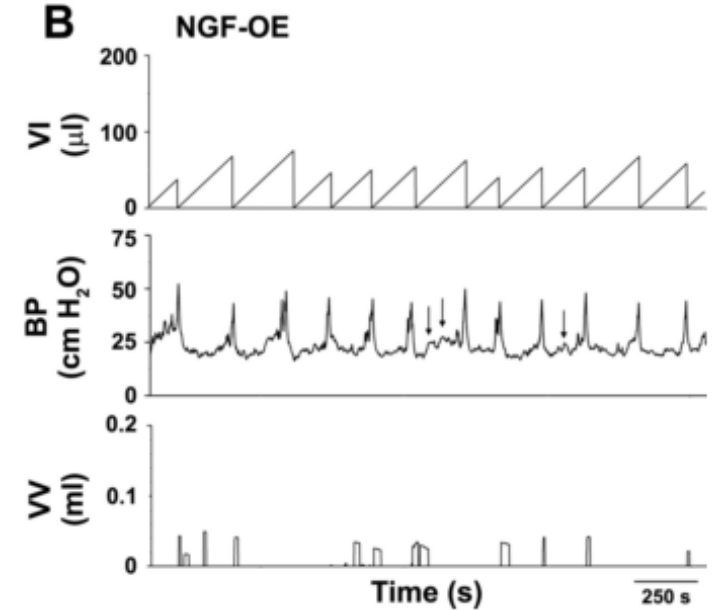 B NGF-OE
VI
(µl)
200
100
0
BP
(cm H₂O)
75
50
25
0
VV
(ml)
0.2
0.1
0
Time (s)
250 s